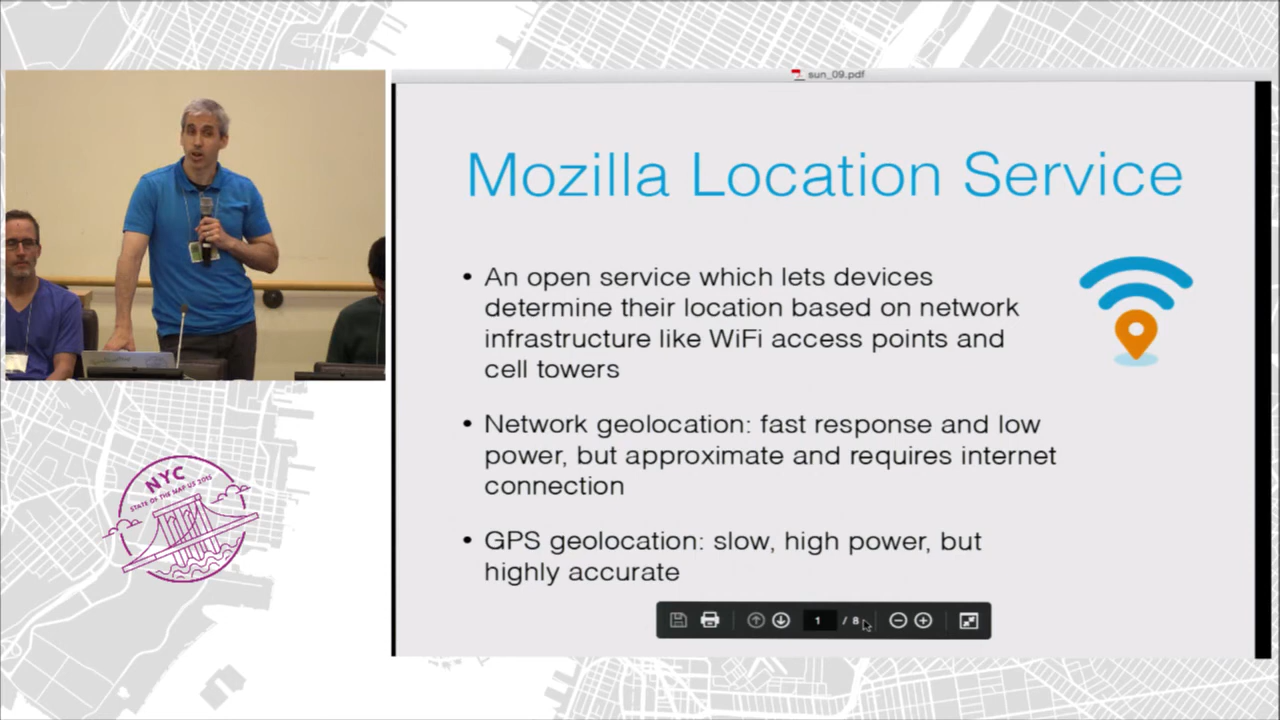 sun_09.pdf
Mozilla Location Service
• An open service which lets devices
determine their location based on network
infrastructure like WiFi access points and
cell towers
• Network geolocation: fast response and low
power, but approximate and requires internet
connection
• GPS geolocation: slow, high power, but
highly accurate
1 / 8
NYC
STATE OF THE MAP US 2015